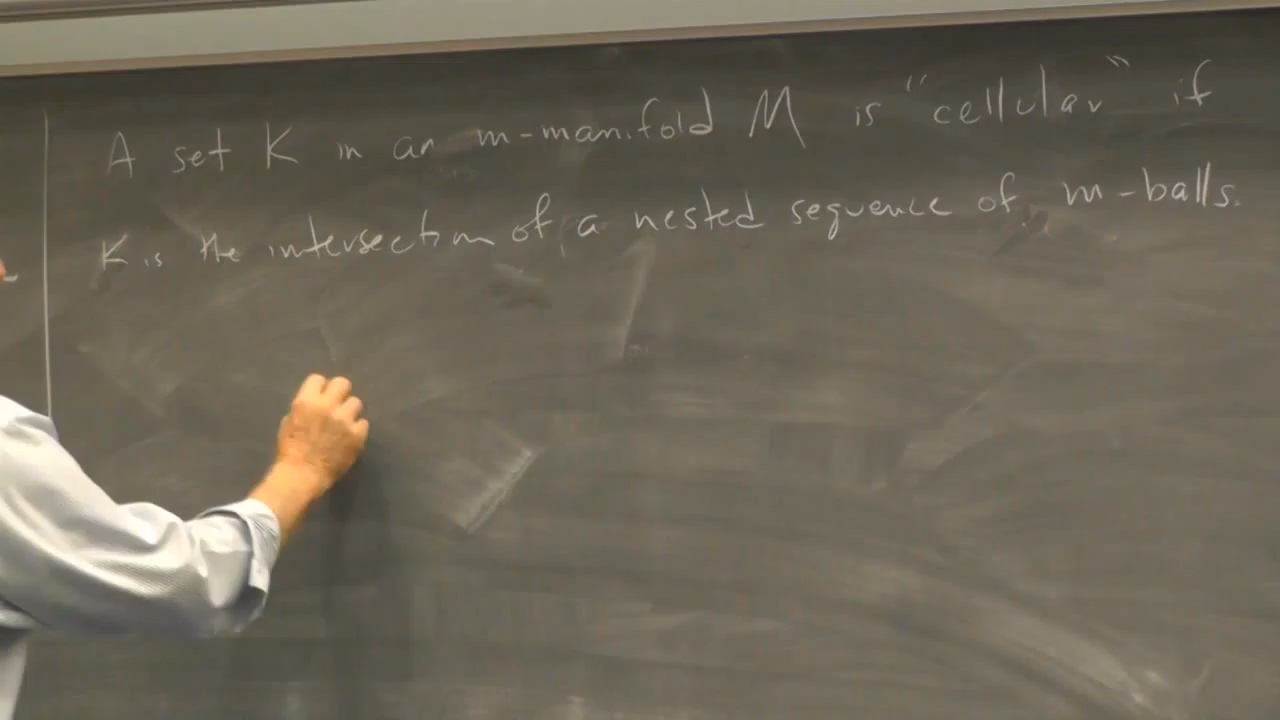 A set K in an m-manifold M is "cellular" if
K is the intersection of a nested sequence of m-balls.